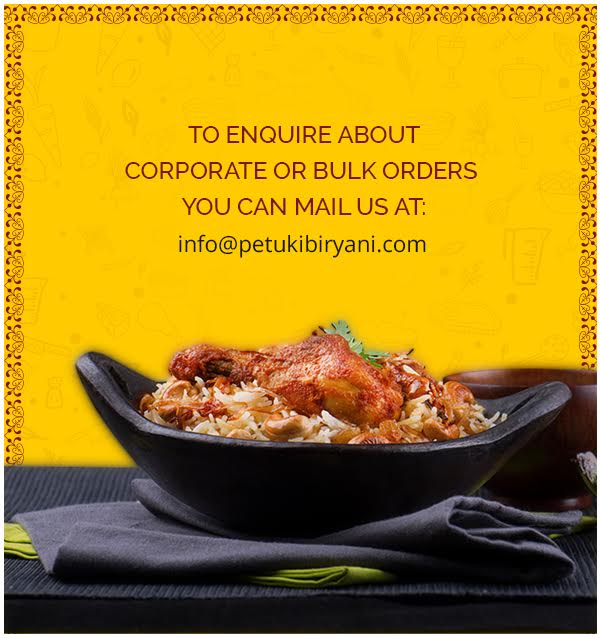 TO ENQUIRE ABOUT
CORPORATE OR BULK ORDERS
YOU CAN MAIL US AT:
info@petukibiryani.com